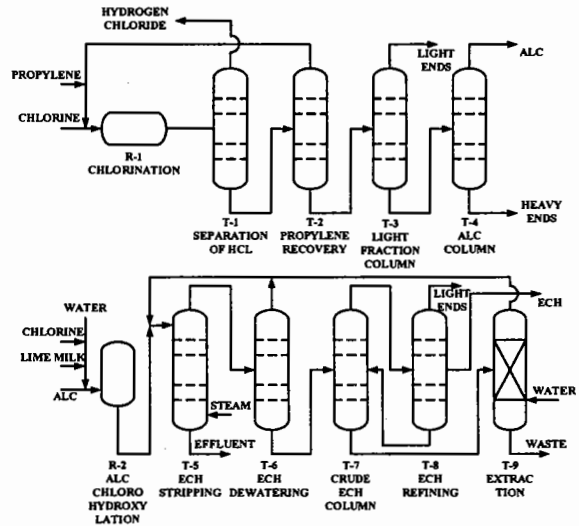 HYDROGEN
CHLORIDE
LIGHT
ENDS
ALC
PROPYLENE
CHLORINE
R-1
CHLORINATION
HEAVY
ENDS
T-1
SEPARATION
OF HCL
T-2
PROPYLENE
RECOVERY
T-3
LIGHT
FRACTION
COLUMN
T-4
ALC
COLUMN
WATER
CHLORINE
LIME MILK
ALC
LIGHT
ENDS
ECH
STEAM
EFFLUENT
WATER
WASTE
R-2
ALC
CHLORO
HYDROXY
LATION
T-5
ECH
STRIPPING
T-6
ECH
DEWATERING
T-7
CRUDE
ECH
COLUMN
T-8
ECH
REFINING
T-9
EXTRAC
TION